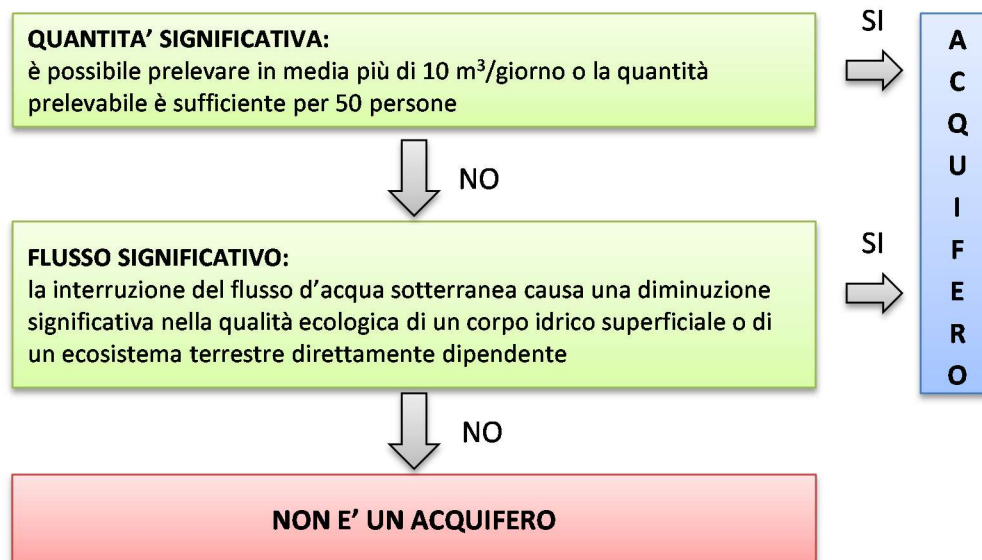 QUANTITA’ SIGNIFICATIVA:
è possibile prelevare in media più di 10 m³/giorno o la quantità
prelevabile è sufficiente per 50 persone
SI
NO
FLUSSO SIGNIFICATIVO:
la interruzione del flusso d’acqua sotterranea causa una diminuzione
significativa nella qualità ecologica di un corpo idrico superficiale o di
un ecosistema terrestre direttamente dipendente
SI
NO
NON E’ UN ACQUIFERO
A
C
Q
U
I
F
E
R
O